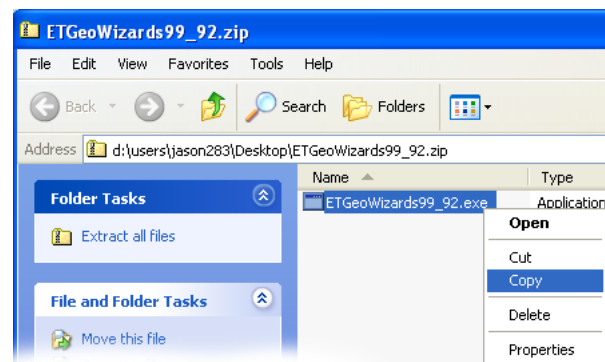 ETGeoWizards99_92.zip
File Edit View Favorites Tools Help
Back Search Folders
Address d:\users\jason283\Desktop\ETGeoWizards99_92.zip
Name Type
Folder Tasks
ETGeoWizards99_92.exe Application
Extract all files
Open
Cut
Copy
File and Folder Tasks
Delete
Move this file
Properties